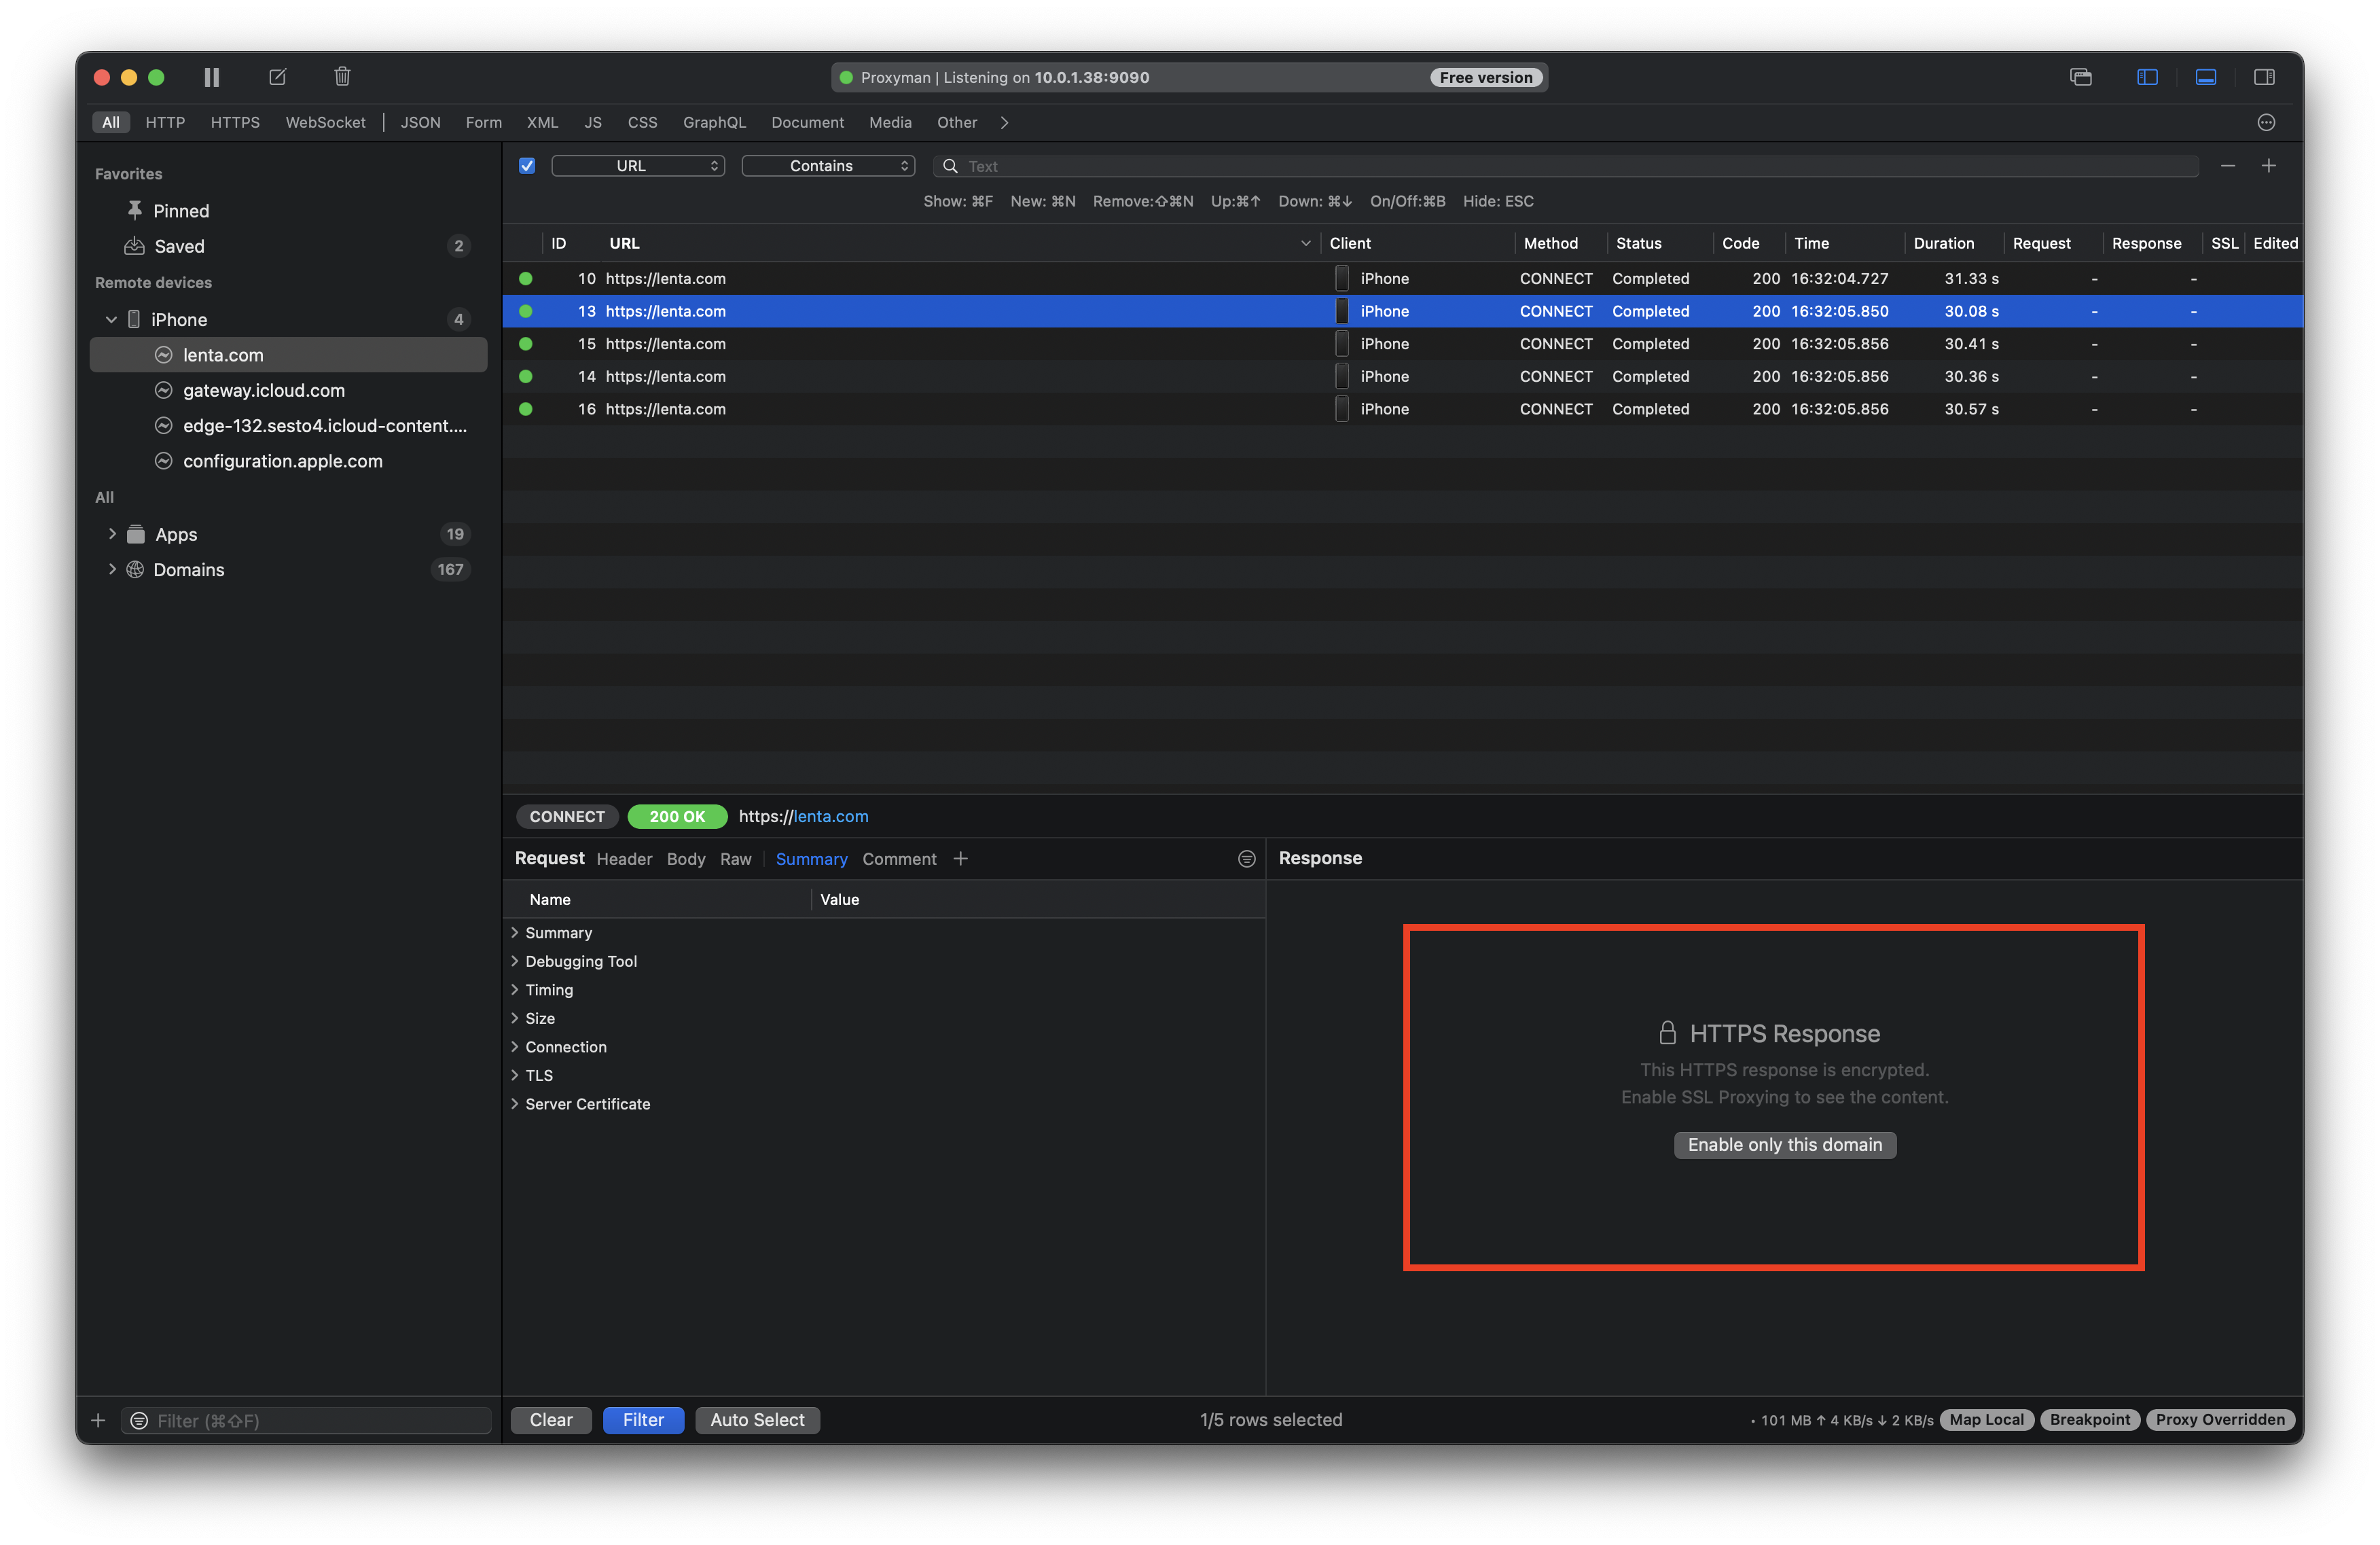 Proxyman | Listening on 10.0.1.38:9090 Free version
All HTTP HTTPS WebSocket JSON Form XML JS CSS GraphQL Document Media Other
Favorites
Pinned
Saved 2
Remote devices
iPhone 4
lenta.com
gateway.icloud.com
edge-132.sesto4.icloud-content....
configuration.apple.com
All
Apps 19
Domains 167
Filter (⌘⇧F)
URL Contains Text
Show: ⌘F New: ⌘N Remove:⇧⌘N Up:⌘↑ Down: ⌘↓ On/Off:⌘B Hide: ESC
ID URL Client Method Status Code Time Duration Request Response SSL Edited
10 https://lenta.com iPhone CONNECT Completed 200 16:32:04.727 31.33 s - -
13 https://lenta.com iPhone CONNECT Completed 200 16:32:05.850 30.08 s - -
15 https://lenta.com iPhone CONNECT Completed 200 16:32:05.856 30.41 s - -
14 https://lenta.com iPhone CONNECT Completed 200 16:32:05.856 30.36 s - -
16 https://lenta.com iPhone CONNECT Completed 200 16:32:05.856 30.57 s - -
CONNECT 200 OK https://lenta.com
Request Header Body Raw Summary Comment
Name Value
Summary
Debugging Tool
Timing
Size
Connection
TLS
Server Certificate
Response
HTTPS Response
This HTTPS response is encrypted.
Enable SSL Proxying to see the content.
Enable only this domain
Clear Filter Auto Select 1/5 rows selected • 101 MB ↑ 4 KB/s ↓ 2 KB/s Map Local Breakpoint Proxy Overridden